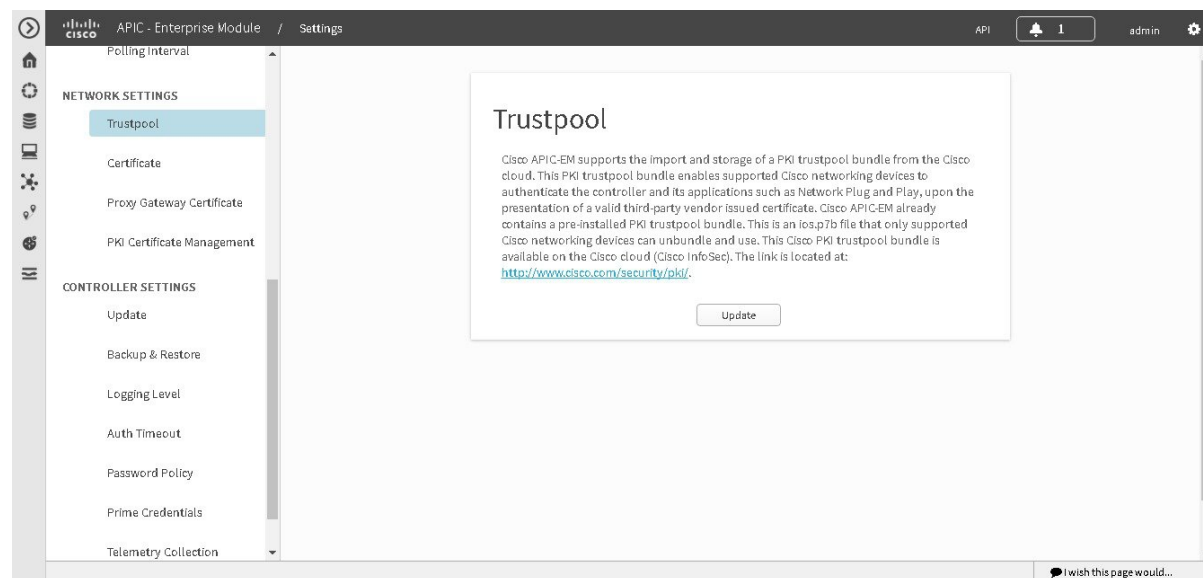 CISCO APIC - Enterprise Module / Settings API 1 admin
Polling Interval
NETWORK SETTINGS
Trustpool
Certificate
Proxy Gateway Certificate
PKI Certificate Management
CONTROLLER SETTINGS
Update
Backup & Restore
Logging Level
Auth Timeout
Password Policy
Prime Credentials
Telemetry Collection
Trustpool
Cisco APIC-EM supports the import and storage of a PKI trustpool bundle from the Cisco
cloud. This PKI trustpool bundle enables supported Cisco networking devices to
authenticate the controller and its applications such as Network Plug and Play, upon the
presentation of a valid third-party vendor issued certificate. Cisco APIC-EM already
contains a pre-installed PKI trustpool bundle. This is an ios.p7b file that only supported
Cisco networking devices can unbundle and use. This Cisco PKI trustpool bundle is
available on the Cisco cloud (Cisco InfoSec). The link is located at:
http://www.cisco.com/security/pki/.
Update
I wish this page would...